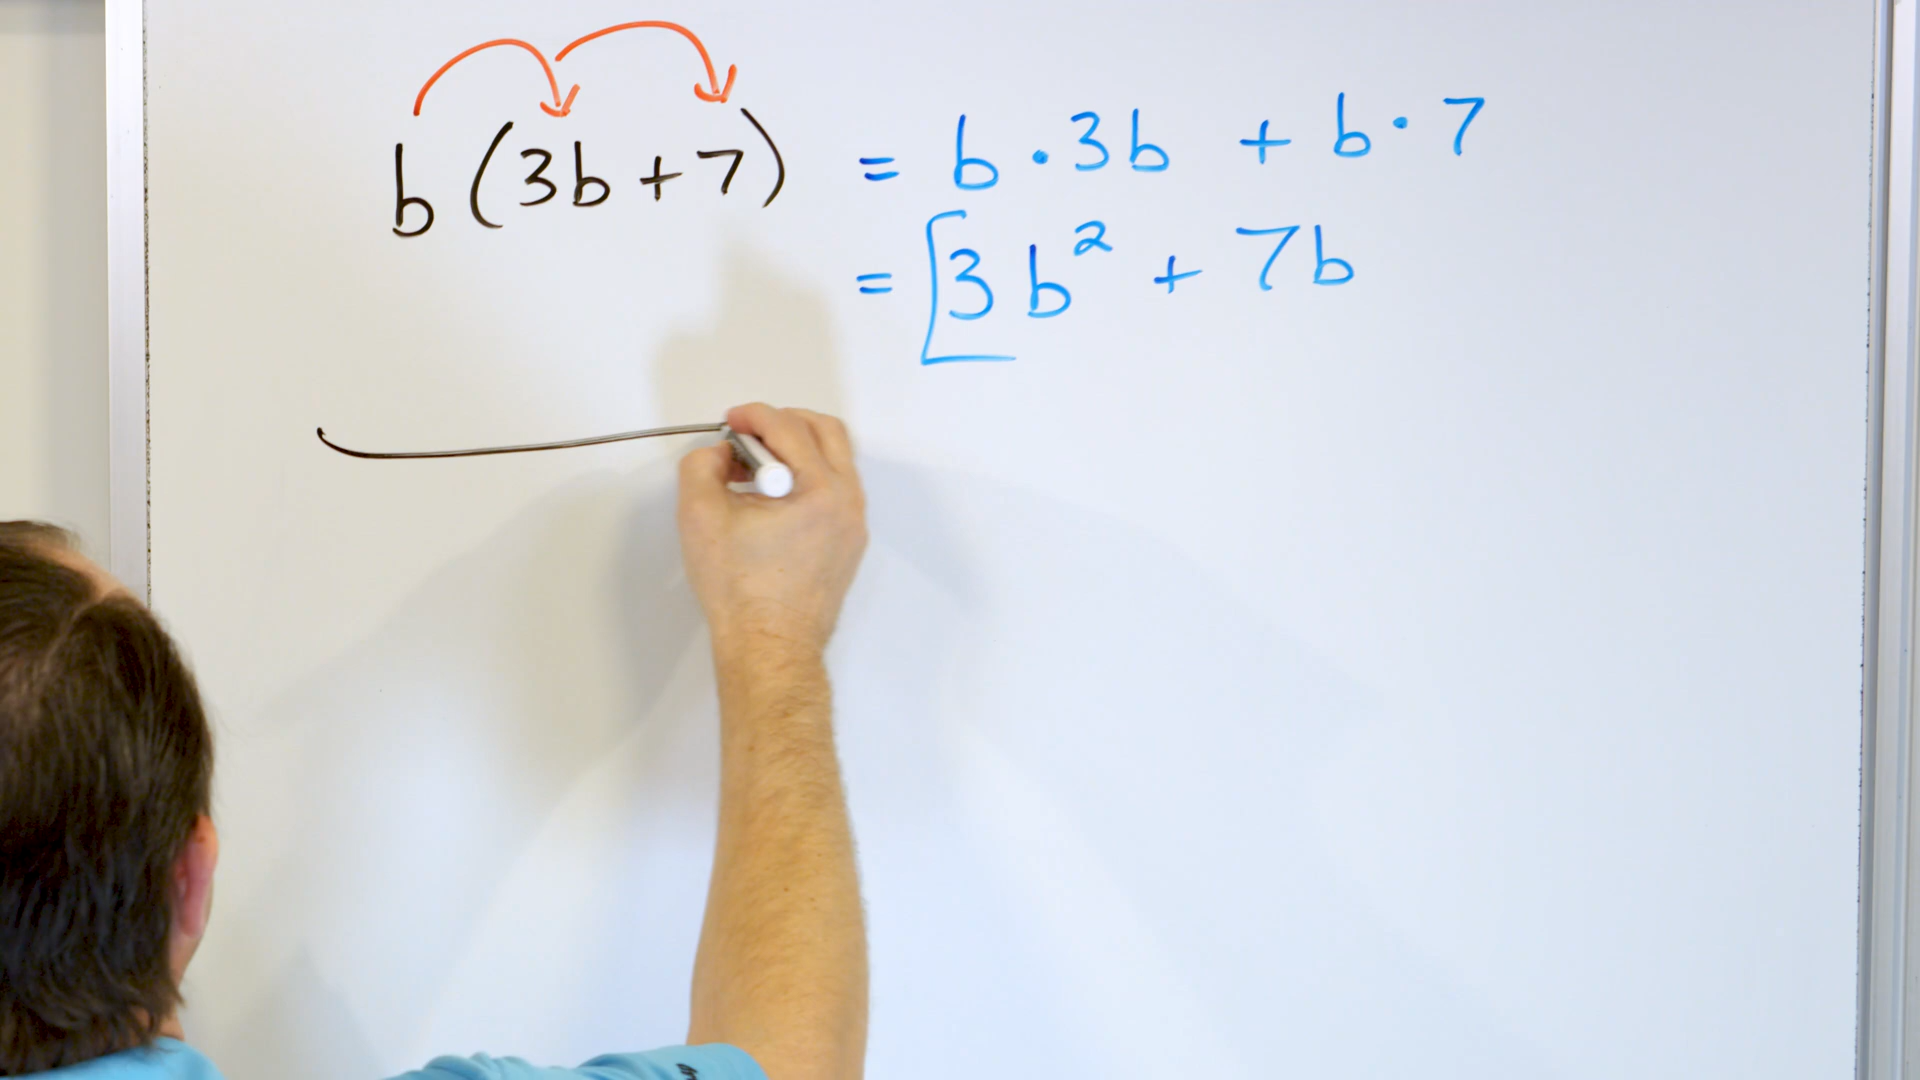 b(3b+7) = b·3b + b·7
= [3b² + 7b